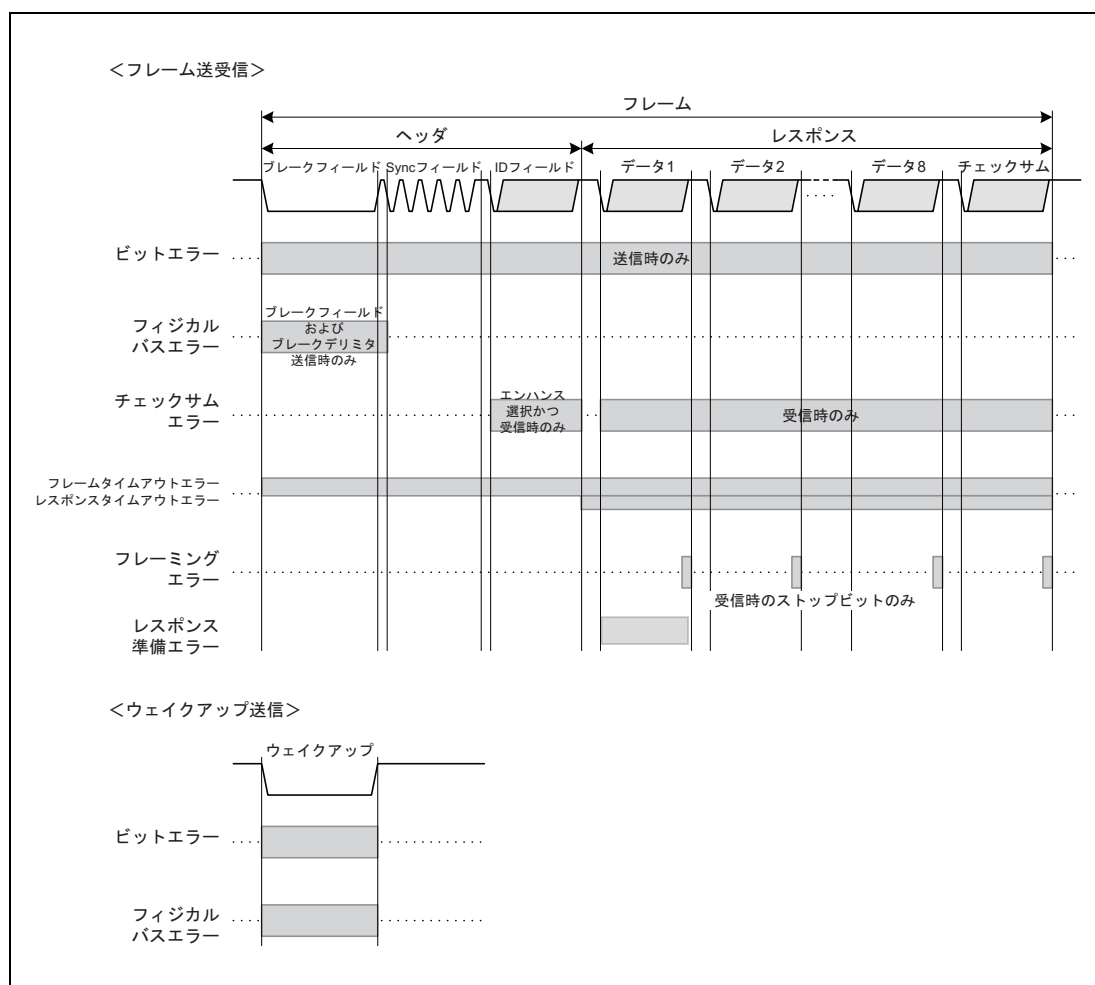 ＜フレーム送受信＞
フレーム
ヘッダ
レスポンス
ブレークフィールド
Syncフィールド
IDフィールド
データ1
データ2
データ8
チェックサム
ビットエラー
送信時のみ
フィジカル
バスエラー
ブレークフィールド
および
ブレークデリミタ
送信時のみ
チェックサム
エラー
エンハンス
選択かつ
受信時のみ
受信時のみ
フレームタイムアウトエラー
レスポンスタイムアウトエラー
フレーミング
エラー
受信時のストップビットのみ
レスポンス
準備エラー
＜ウェイクアップ送信＞
ウェイクアップ
ビットエラー
フィジカル
バスエラー